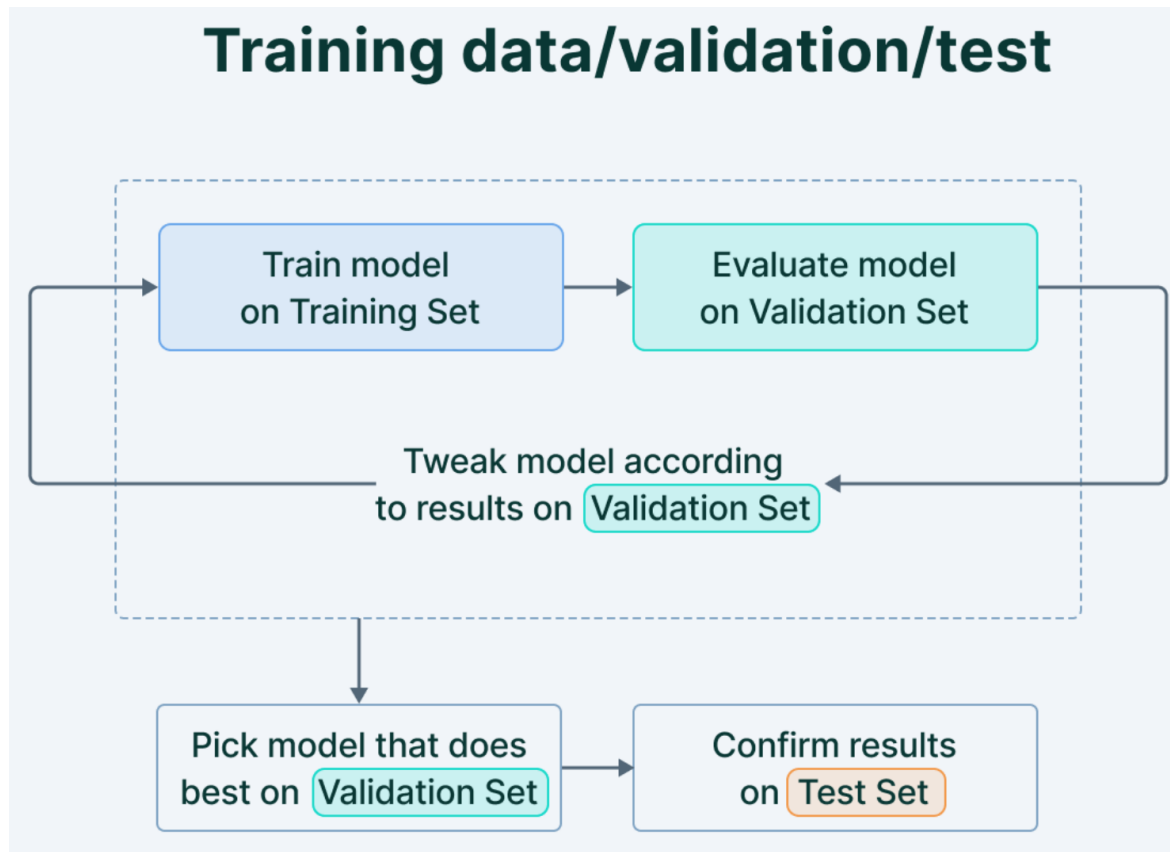 Training data/validation/test
Train model
on Training Set
Evaluate model
on Validation Set
Tweak model according
to results on Validation Set
Pick model that does
best on Validation Set
Confirm results
on Test Set